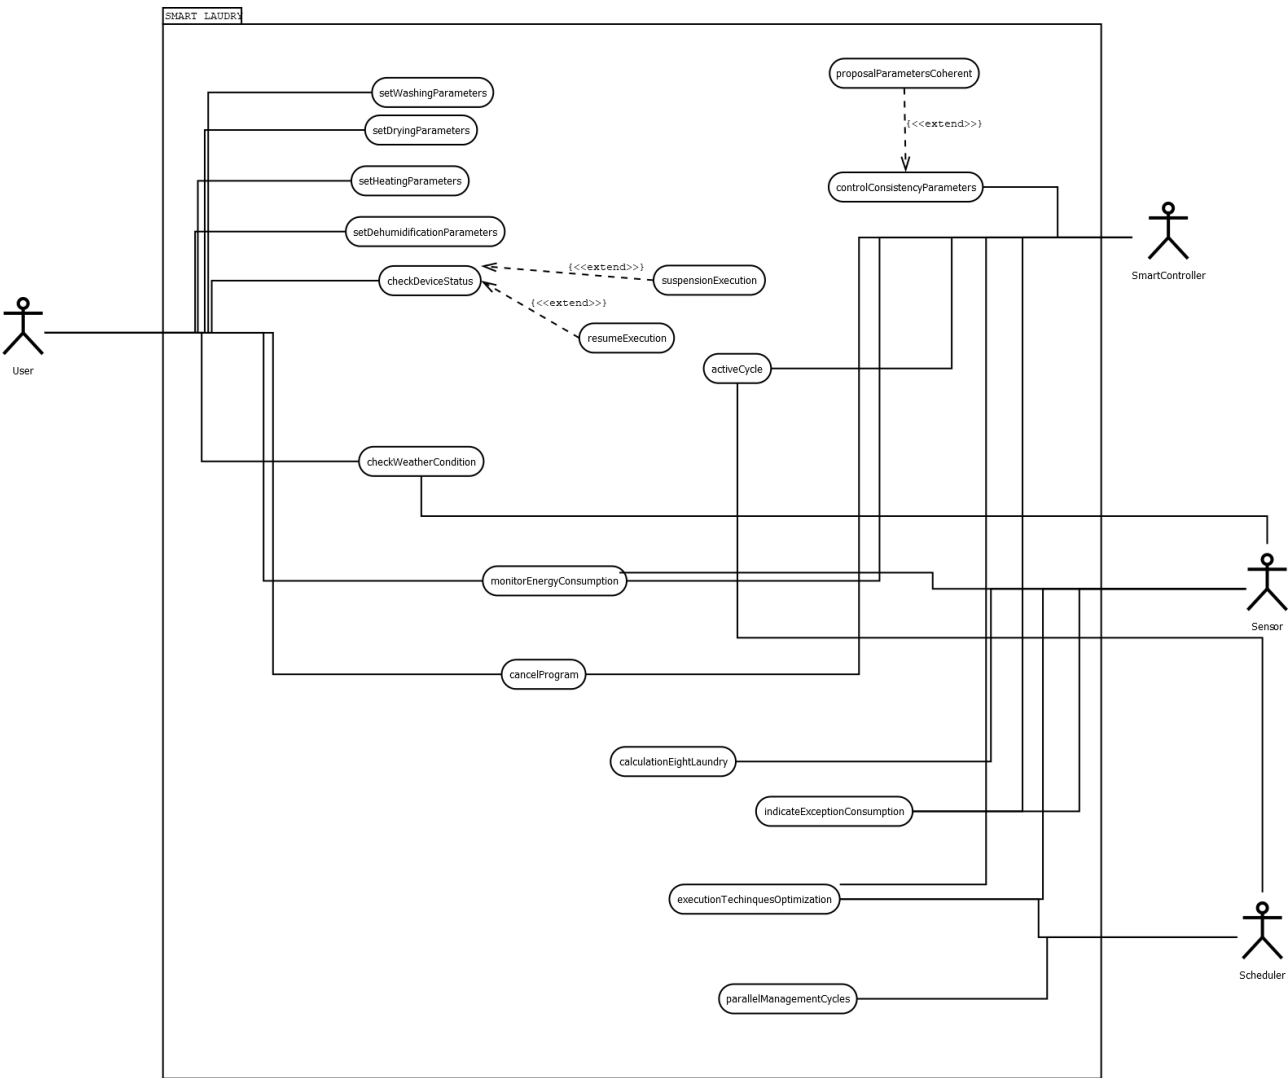 SMART LAUDRY
proposalParametersCoherent
setWashingParameters
{<<extend>>}
setDryingParameters
setHeatingParameters
controlConsistencyParameters
setDehumidificationParameters
{<<extend>>}
SmartController
checkDeviceStatus
suspensionExecution
{<<extend>>}
resumeExecution
User
activeCycle
checkWeatherCondition
monitorEnergyConsumption
Sensor
cancelProgram
calculationEightLaundry
indicateExceptionConsumption
executionTechinquesOptimization
Scheduler
parallelManagementCycles